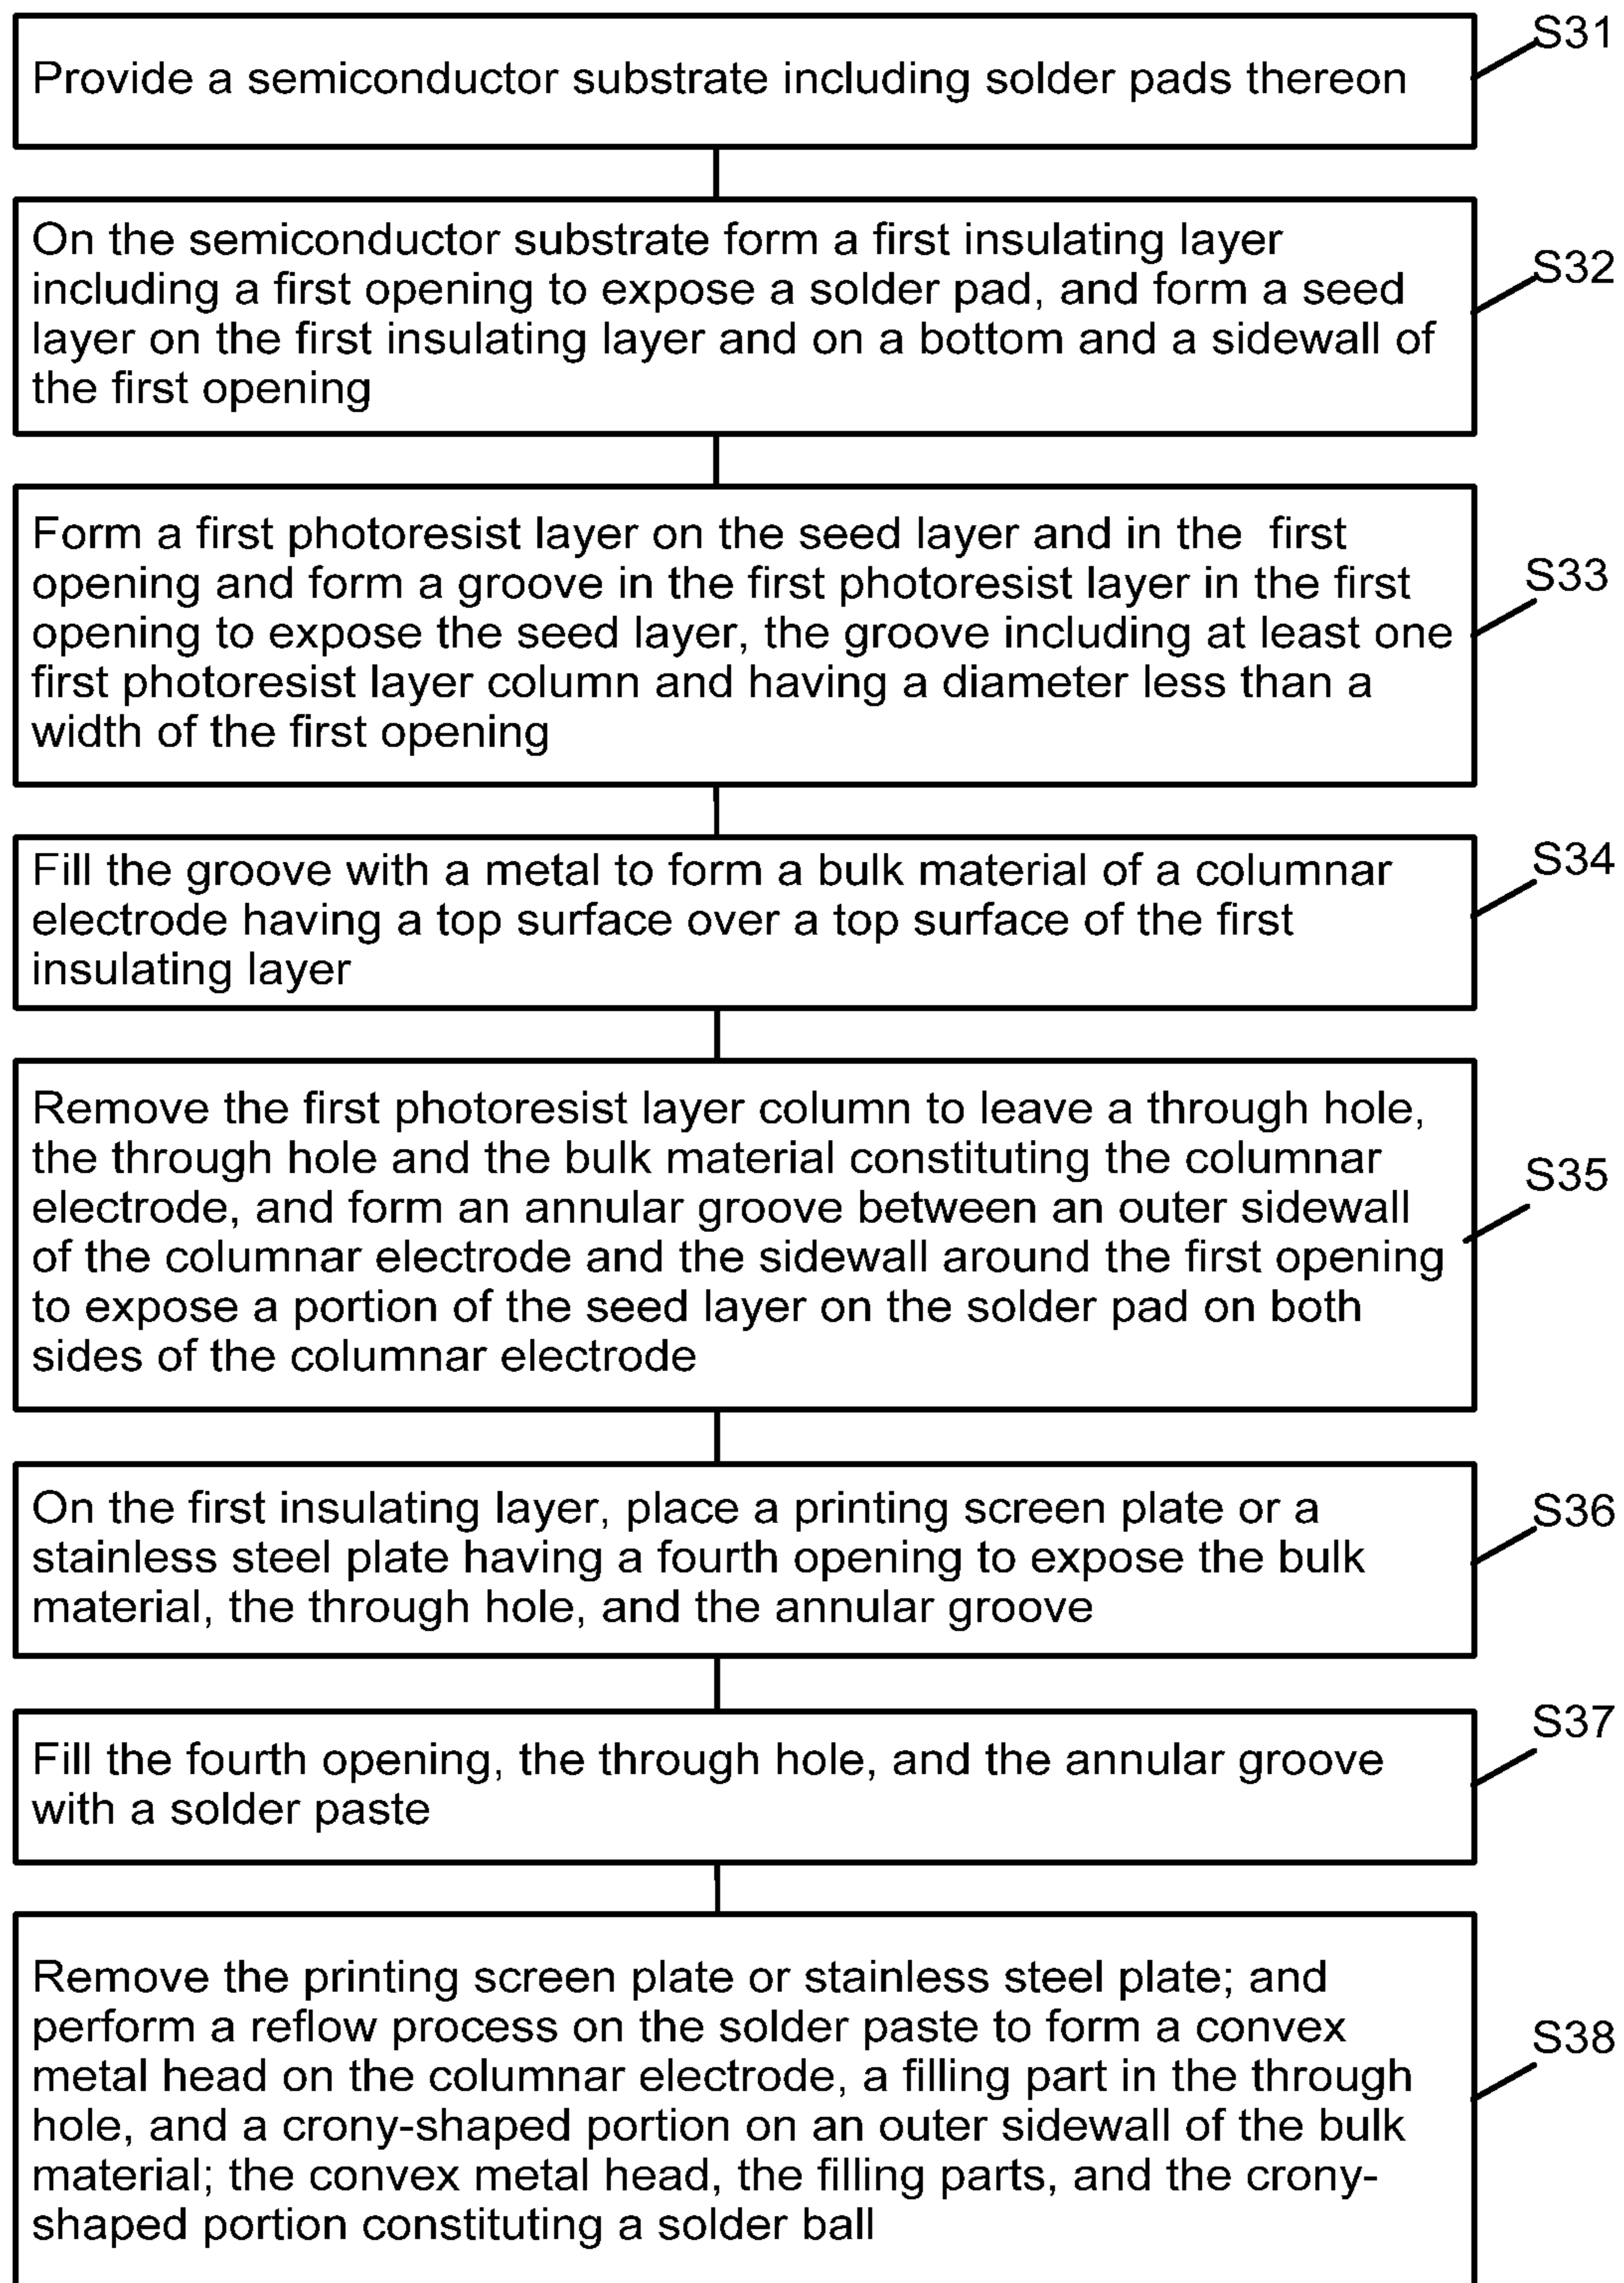 S31
Provide a semiconductor substrate including solder pads thereon
On the semiconductor substrate form a first insulating layer
including a first opening to expose a solder pad, and form a seed
layer on the first insulating layer and on a bottom and a sidewall of
the first opening
S32
Form a first photoresist layer on the seed layer and in the first
opening and form a groove in the first photoresist layer in the first
opening to expose the seed layer, the groove including at least one
first photoresist layer column and having a diameter less than a
width of the first opening
S33
Fill the groove with a metal to form a bulk material of a columnar
electrode having a top surface over a top surface of the first
insulating layer
S34
Remove the first photoresist layer column to leave a through hole,
the through hole and the bulk material constituting the columnar
electrode, and form an annular groove between an outer sidewall
of the columnar electrode and the sidewall around the first opening
to expose a portion of the seed layer on the solder pad on both
sides of the columnar electrode
S35
On the first insulating layer, place a printing screen plate or a
stainless steel plate having a fourth opening to expose the bulk
material, the through hole, and the annular groove
S36
Fill the fourth opening, the through hole, and the annular groove
with a solder paste
S37
Remove the printing screen plate or stainless steel plate; and
perform a reflow process on the solder paste to form a convex
metal head on the columnar electrode, a filling part in the through
hole, and a crony-shaped portion on an outer sidewall of the bulk
material; the convex metal head, the filling parts, and the crony-
shaped portion constituting a solder ball
S38